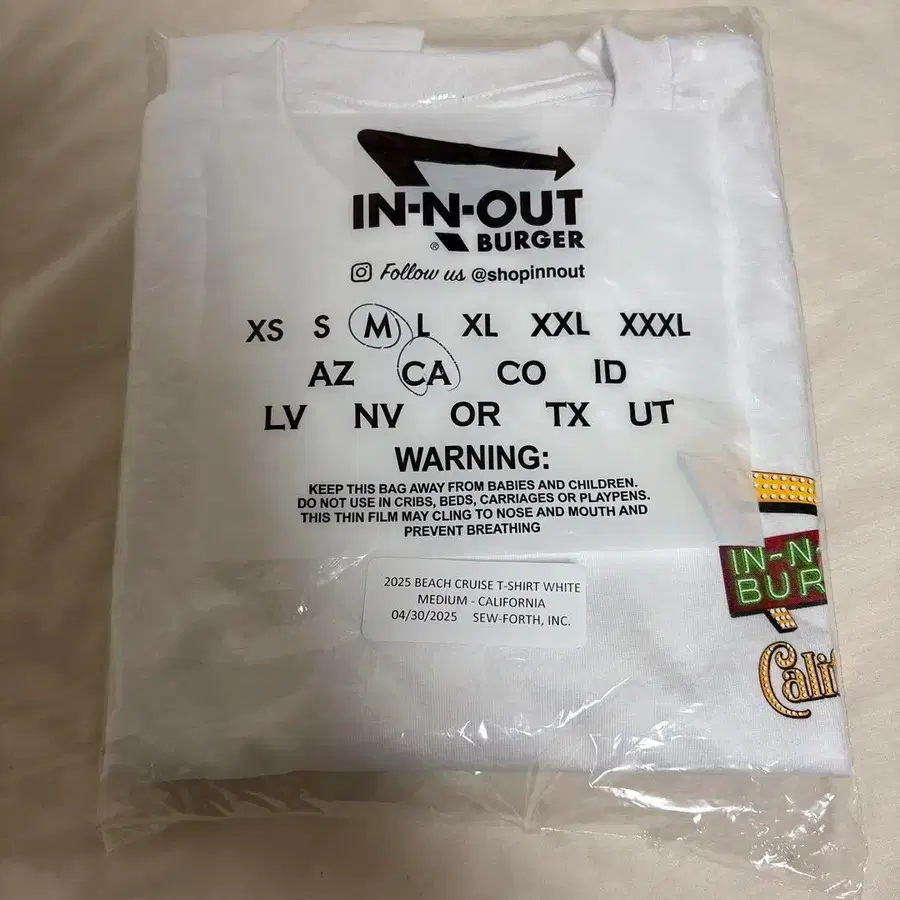 IN-N-OUT
® BURGER
Follow us @shopinnout
XS S M L XL XXL XXXL
AZ CA CO ID
LV NV OR TX UT
WARNING:
KEEP THIS BAG AWAY FROM BABIES AND CHILDREN.
DO NOT USE IN CRIBS, BEDS, CARRIAGES OR PLAYPENS.
THIS THIN FILM MAY CLING TO NOSE AND MOUTH AND
PREVENT BREATHING
IN-N-
BUR
2025 BEACH CRUISE T-SHIRT WHITE
MEDIUM - CALIFORNIA
04/30/2025 SEW-FORTH, INC.
Calif